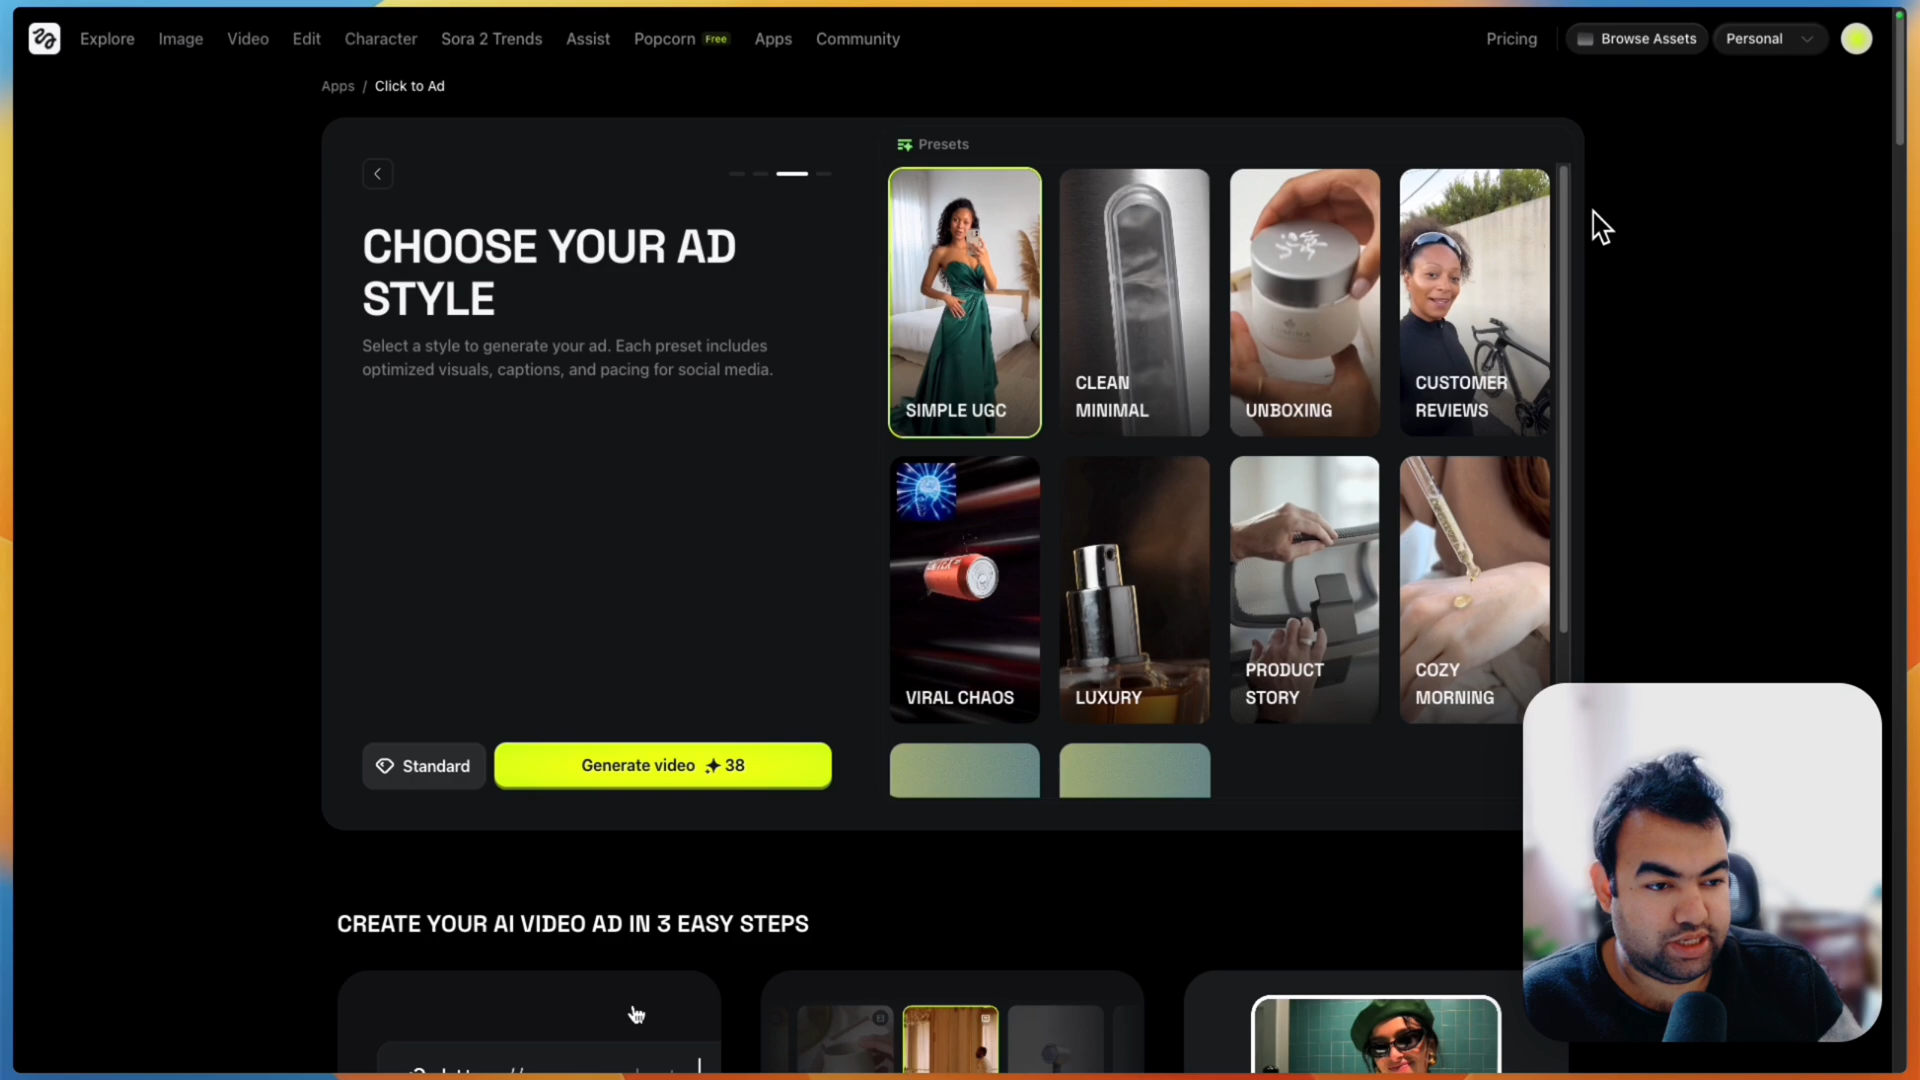 Explore Image Video Edit Character Sora 2 Trends Assist Popcorn Free Apps Community Pricing Browse Assets Personal
Apps / Click to Ad
Presets
CHOOSE YOUR AD
STYLE
Select a style to generate your ad. Each preset includes
optimized visuals, captions, and pacing for social media.
SIMPLE UGC
CLEAN
MINIMAL
UNBOXING
CUSTOMER
REVIEWS
VIRAL CHAOS
LUXURY
PRODUCT
STORY
COZY
MORNING
Standard
Generate video 38
CREATE YOUR AI VIDEO AD IN 3 EASY STEPS